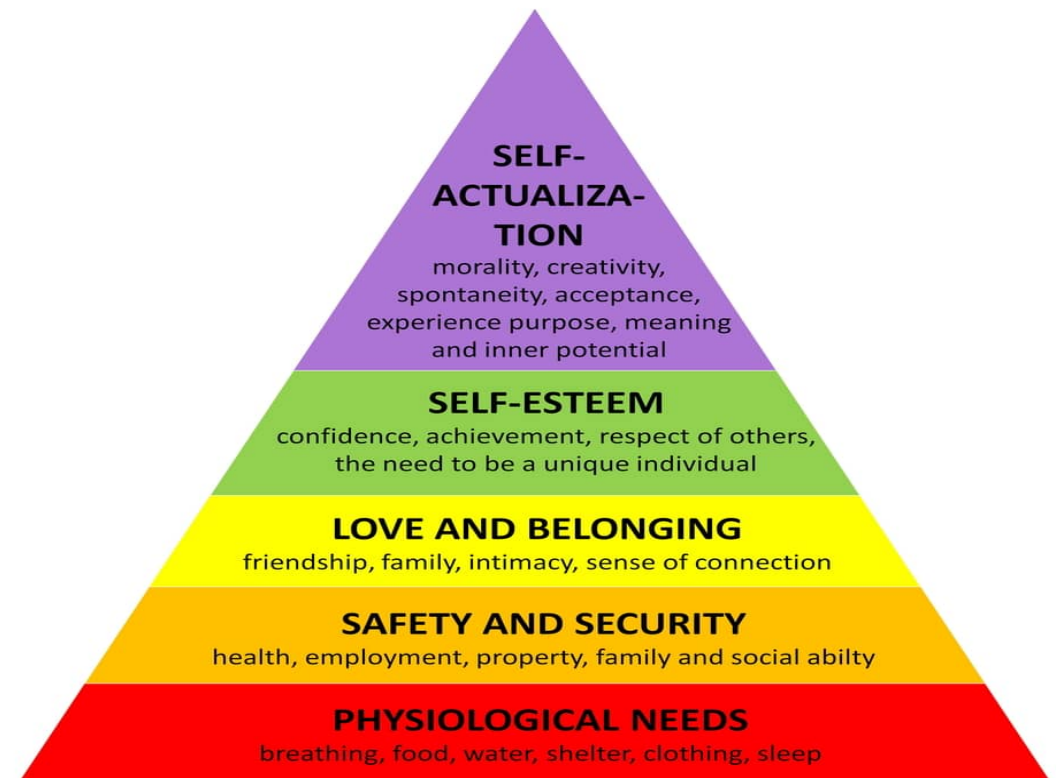 SELF-
ACTUALIZA-
TION
morality, creativity,
spontaneity, acceptance,
experience purpose, meaning
and inner potential
SELF-ESTEEM
confidence, achievement, respect of others,
the need to be a unique individual
LOVE AND BELONGING
friendship, family, intimacy, sense of connection
SAFETY AND SECURITY
health, employment, property, family and social abilty
PHYSIOLOGICAL NEEDS
breathing, food, water, shelter, clothing, sleep